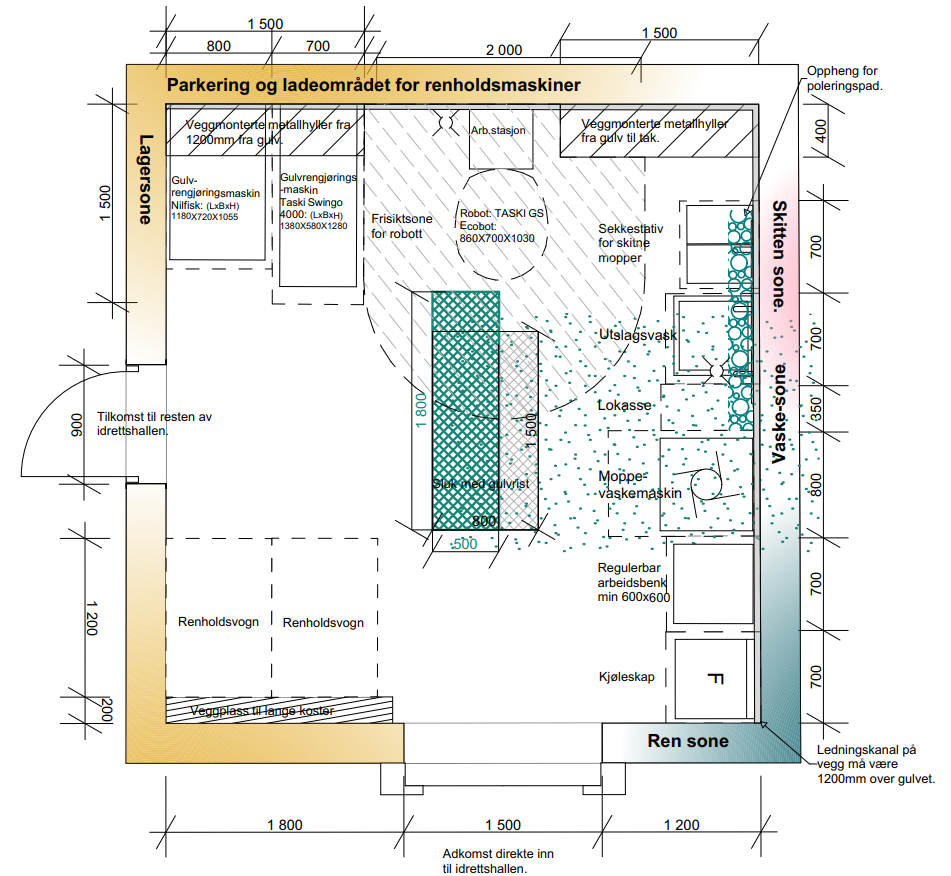 1 500
800
700
2 000
1 500
Parkering og ladeområdet for renholdsmaskiner
Oppheng for
poleringspad.
Lagersone
Veggmonterte metallhyller fra
1200mm fra gulv.
Arb.stasjon
Veggmonterte metallhyller
fra gulv til tak.
400
1 500
Gulv-
rengjøringsmaskin
Nilfisk: (LxBxH)
1180x720X1055
Gulvrengjørings
-maskin
Taski Swingo
4000: (LxBxH)
1380X580X1280
Frisiktsone
for robott
Robot: TASKI GS
Ecobot:
860X700X1030
Sekkestativ
for skitne
mopper
Skitten sone.
700
Utslagsvask
700
Lokasse
350
Vaske-sone
900
Tilkomst til resten av
idrettshallen.
1 800
1 500
Sluk med gulvrist
800
500
Moppe-
vaskemaskin
800
Regulerbar
arbeidsbenk
min 600x600
700
1 200
Renholdsvogn
Renholdsvogn
Kjøleskap
F
700
200
Veggplass til lange koster
Ren sone
Ledningskanal på
vegg må være
1200mm over gulvet.
1 800
1 500
1 200
Adkomst direkte inn
til idrettshallen.